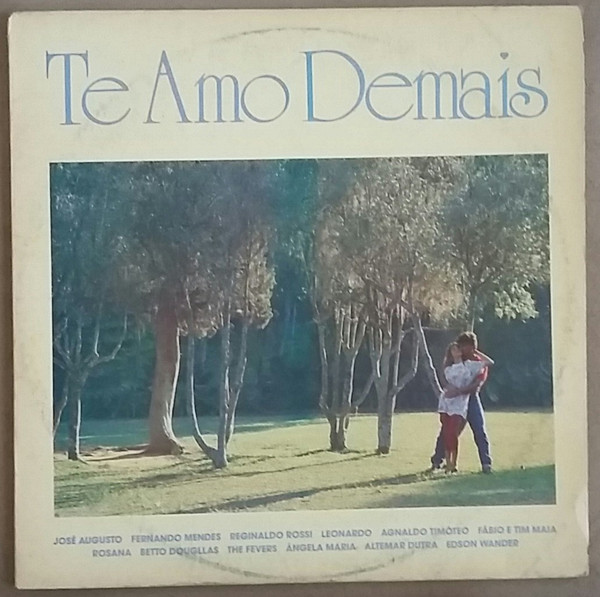 Te Amo Demais
JOSÉ AUGUSTO FERNANDO MENDES REGINALDO ROSSI LEONARDO AGNALDO TIMÓTEO FÁBIO E TIM MAIA
ROSANA BETTO DOUGLLAS THE FEVERS ÂNGELA MARIA ALTEMAR DUTRA EDSON WANDER